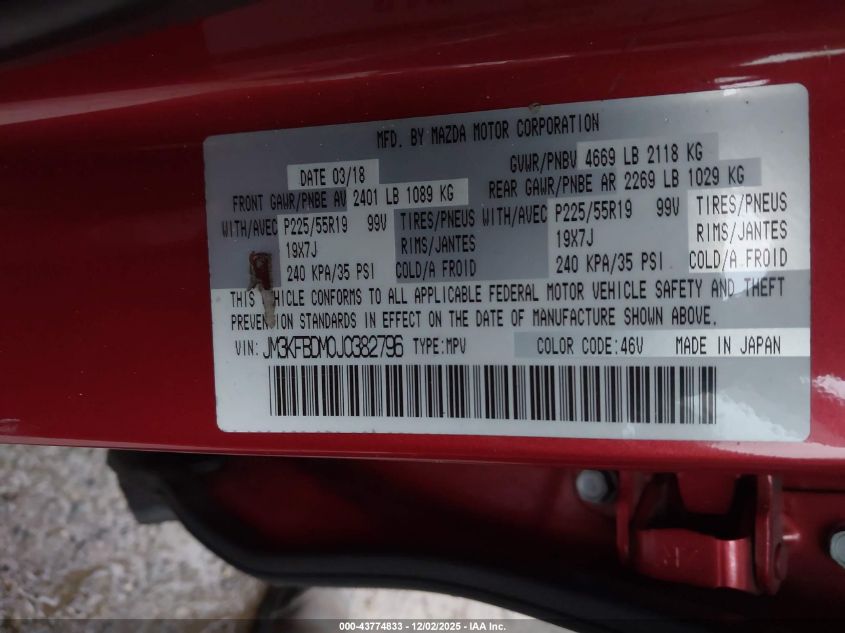 MFD. BY MAZDA MOTOR CORPORATION
DATE 03/18 GVWR/PNBV 4669 LB 2118 KG
FRONT GAWR/PNBE AV 2401 LB 1089 KG REAR GAWR/PNBE AR 2269 LB 1029 KG
WITH/AVEC P225/55R19 99V TIRES/PNEUS WITH/AVEC P225/55R19 99V TIRES/PNEUS
19X7J RIMS/JANTES 19X7J RIMS/JANTES
240 KPA/35 PSI COLD/A FROID 240 KPA/35 PSI COLD/A FROID
THIS VEHICLE CONFORMS TO ALL APPLICABLE FEDERAL MOTOR VEHICLE SAFETY AND THEFT
PREVENTION STANDARDS IN EFFECT ON THE DATE OF MANUFACTURE SHOWN ABOVE.
VIN: JM3KFBDM0J0382796 TYPE:MPV COLOR CODE:46V MADE IN JAPAN
000-43774833 - 12/02/2025 - IAA Inc.